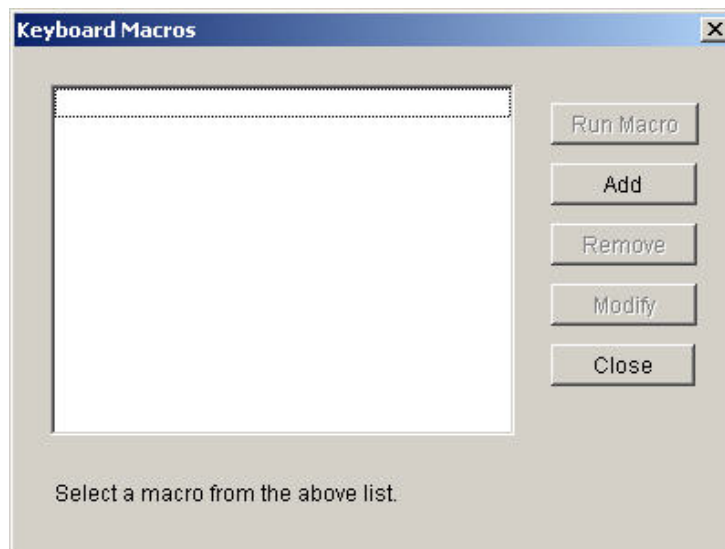 Keyboard Macros
Run Macro
Add
Remove
Modify
Close
Select a macro from the above list.